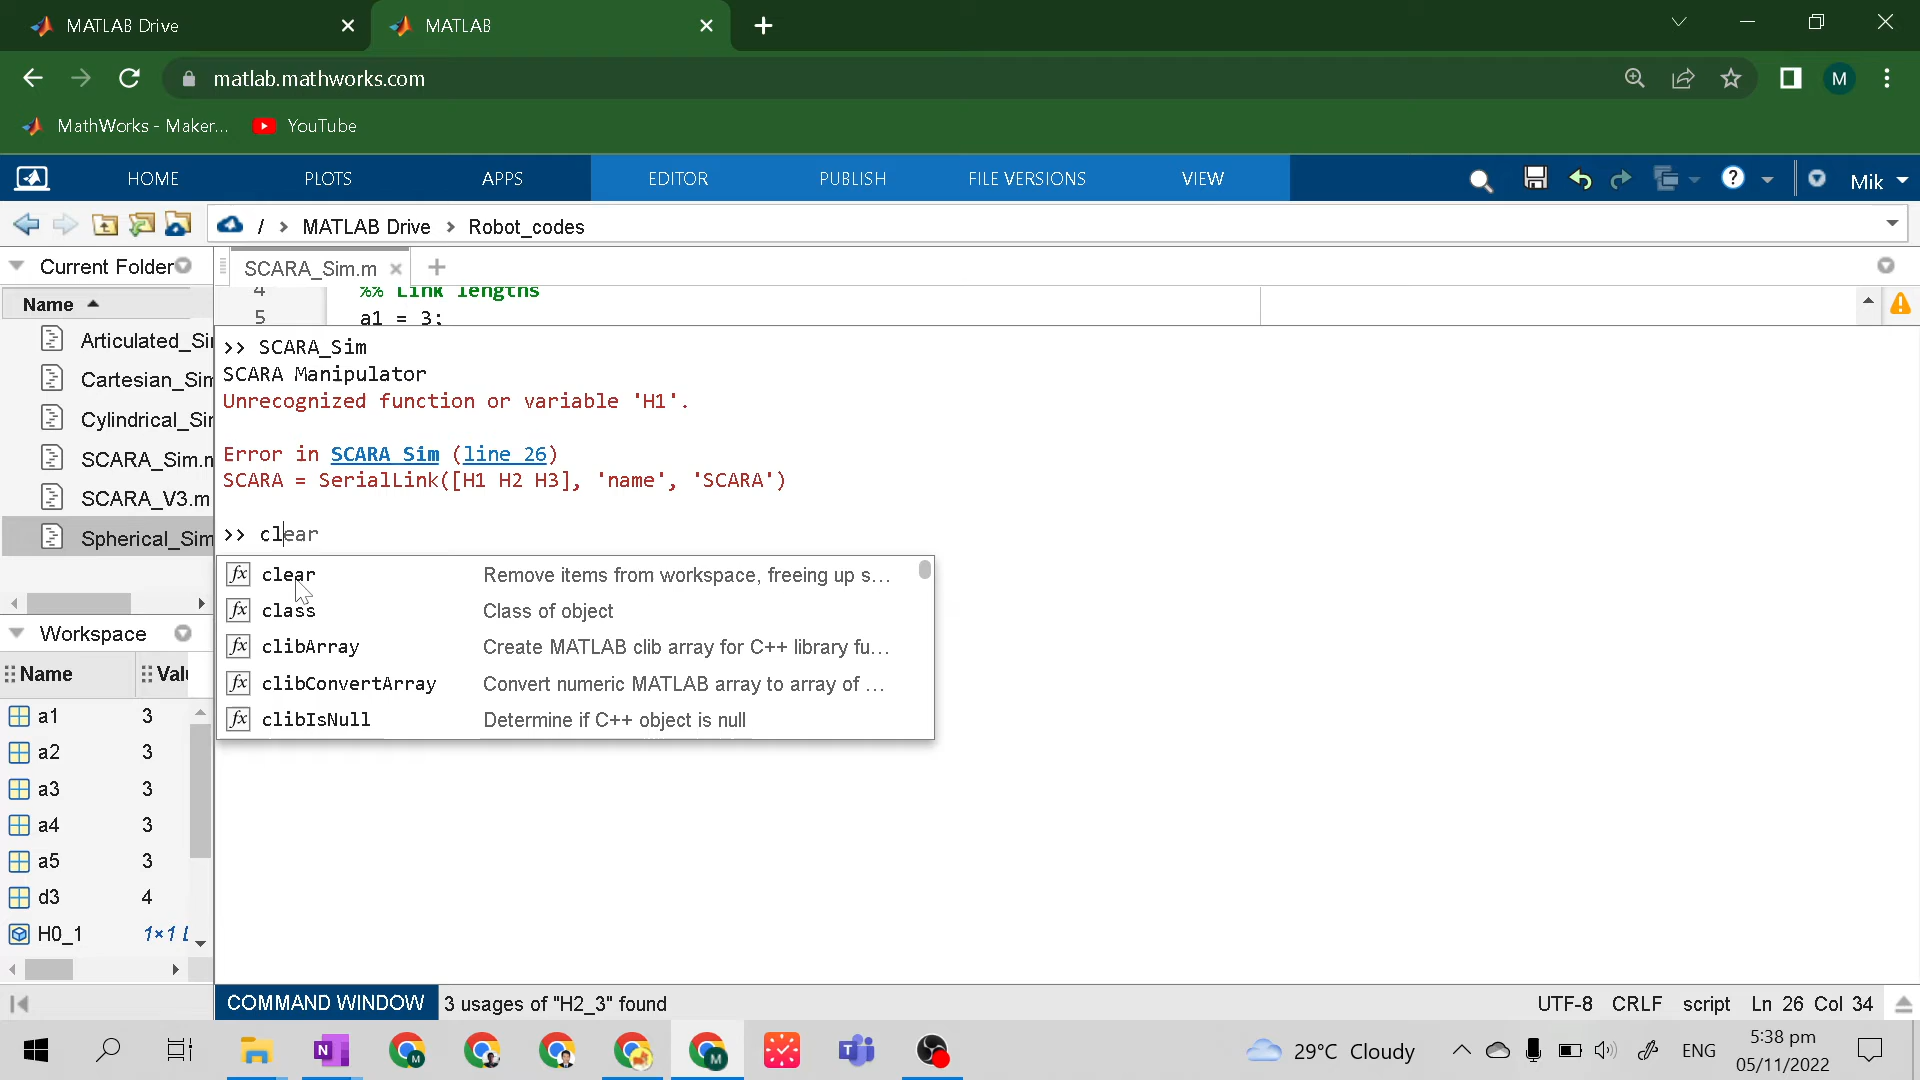 MATLAB Drive
MATLAB
matlab.mathworks.com
M
MathWorks - Maker...
YouTube
HOME
PLOTS
APPS
EDITOR
PUBLISH
FILE VERSIONS
VIEW
Mik
/ > MATLAB Drive > Robot_codes
Current Folder
SCARA_Sim.m
Name
4 %% Link lengths
5 a1 = 3;
Articulated_Si
Cartesian_Sim
Cylindrical_Si
SCARA_Sim.m
SCARA_V3.m
Spherical_Sim
>> SCARA_Sim
SCARA Manipulator
Unrecognized function or variable 'H1'.
Error in SCARA_Sim (line 26)
SCARA = SerialLink([H1 H2 H3], 'name', 'SCARA')
>> clear
fx clear Remove items from workspace, freeing up s...
fx class Class of object
fx clibArray Create MATLAB clib array for C++ library fu...
fx clibConvertArray Convert numeric MATLAB array to array of ...
fx clibIsNull Determine if C++ object is null
Workspace
Name Valu
a1 3
a2 3
a3 3
a4 3
a5 3
d3 4
H0_1 1×1 L
COMMAND WINDOW 3 usages of "H2_3" found
UTF-8 CRLF script Ln 26 Col 34
29°C Cloudy
ENG
5:38 pm
05/11/2022